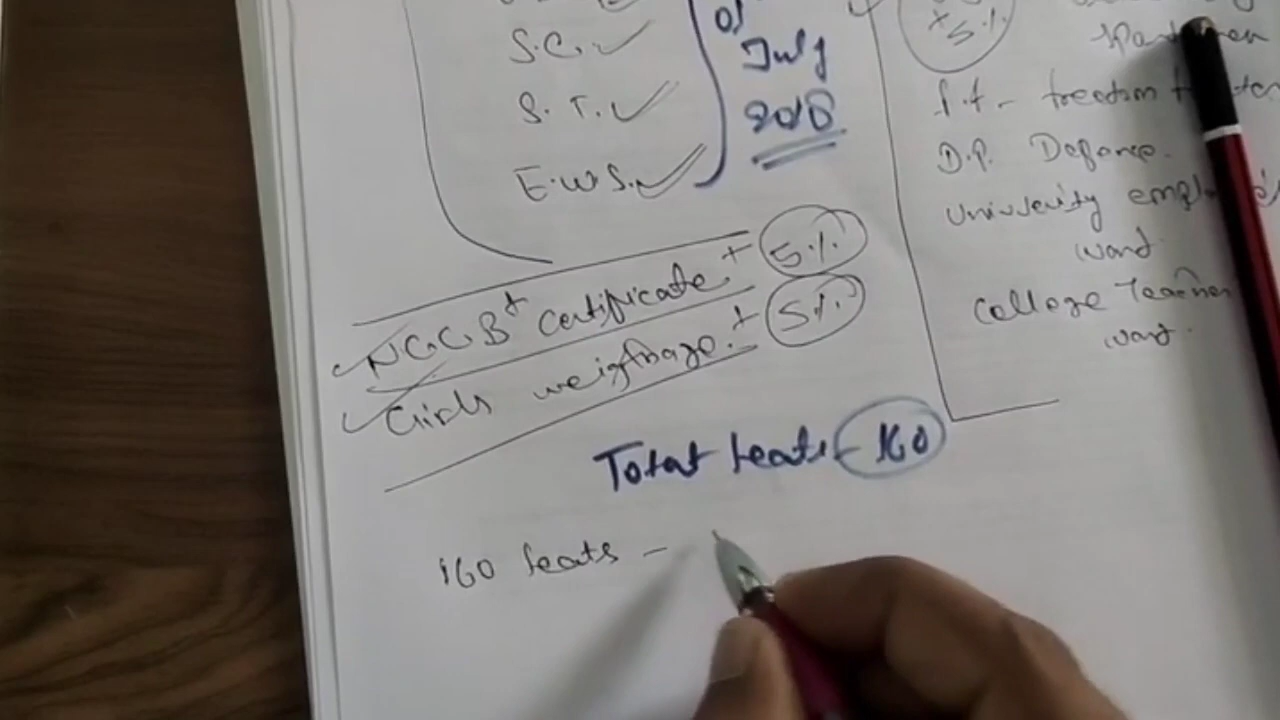 S.C.
S.T.
E.W.S.
of
July
2018
NCC B+ Certificate + 5%
Girls weightage + 5%
Total seats - 160
160 seats -
+5%
f.f - freedom
D.P. Defance.
University
ward
College Teacher
ward.